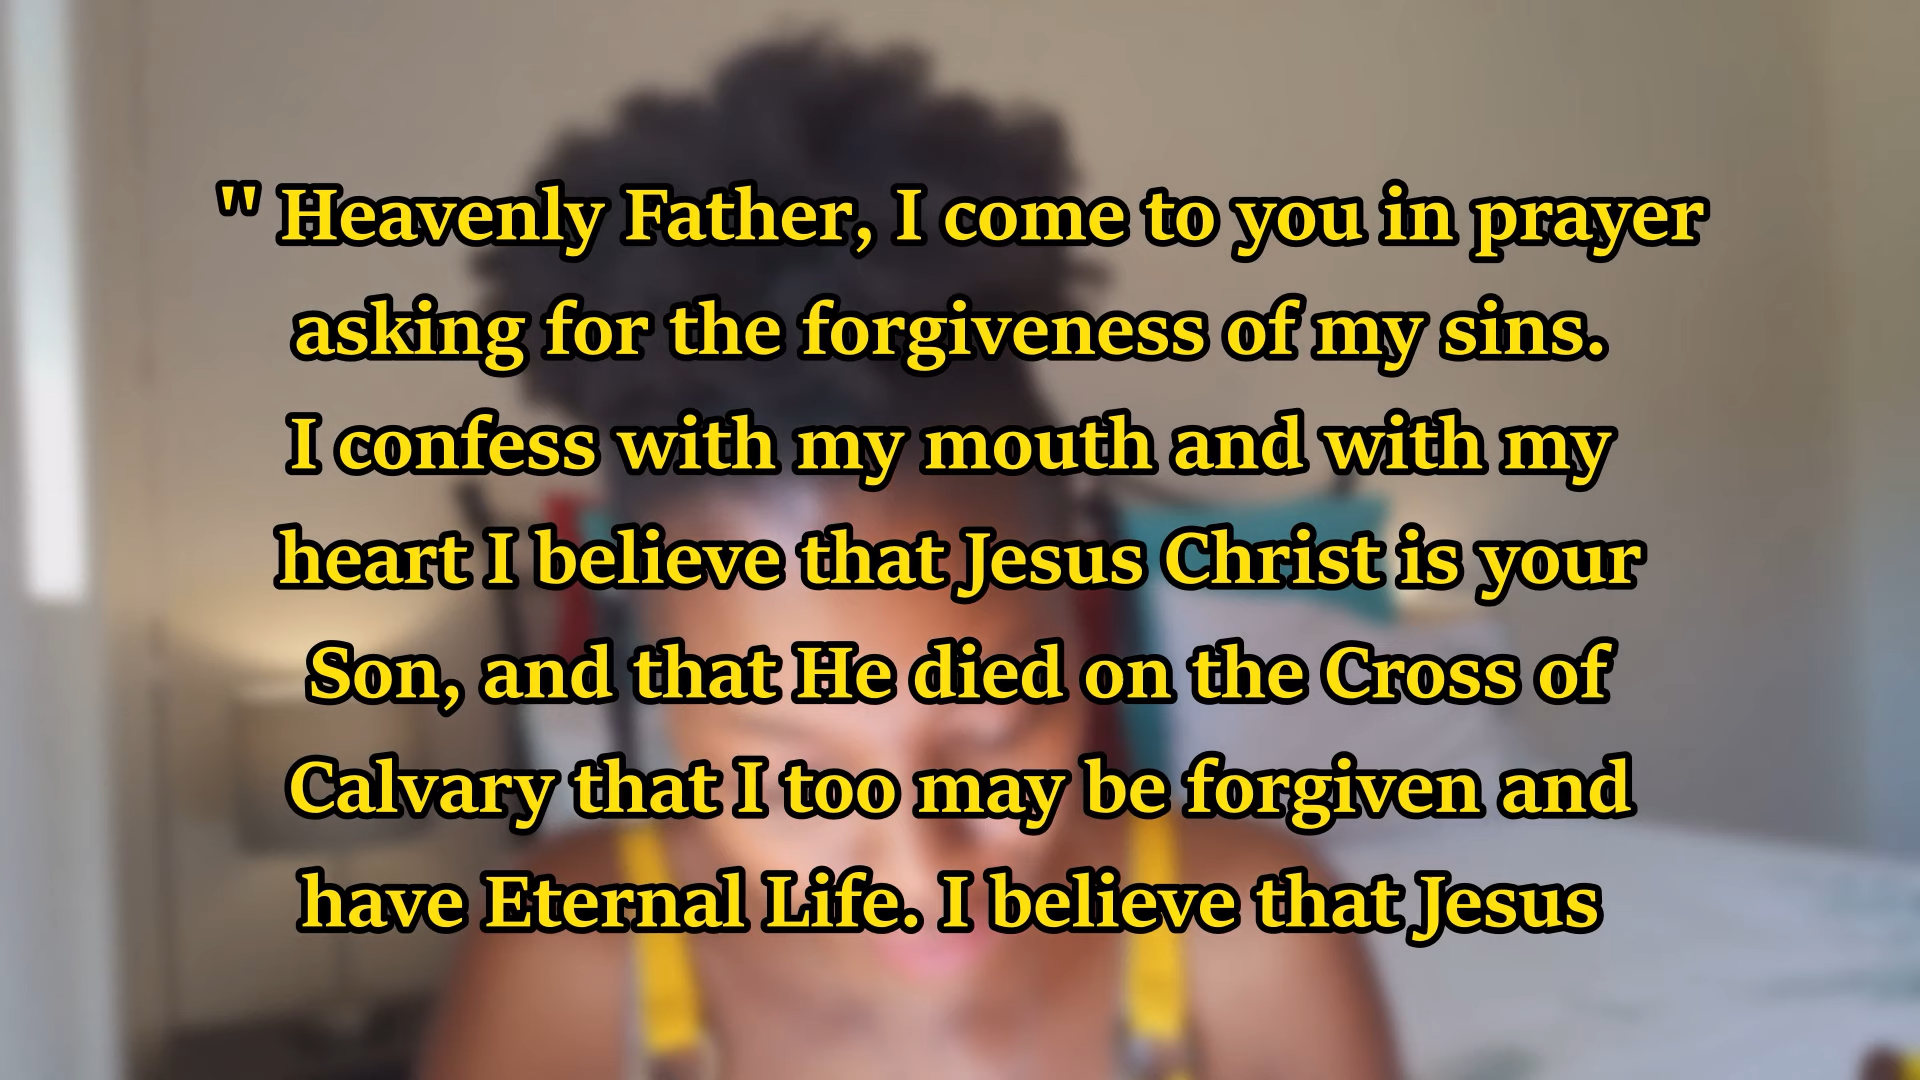 " Heavenly Father, I come to you in prayer
asking for the forgiveness of my sins.
I confess with my mouth and with my
heart I believe that Jesus Christ is your
Son, and that He died on the Cross of
Calvary that I too may be forgiven and
have Eternal Life. I believe that Jesus